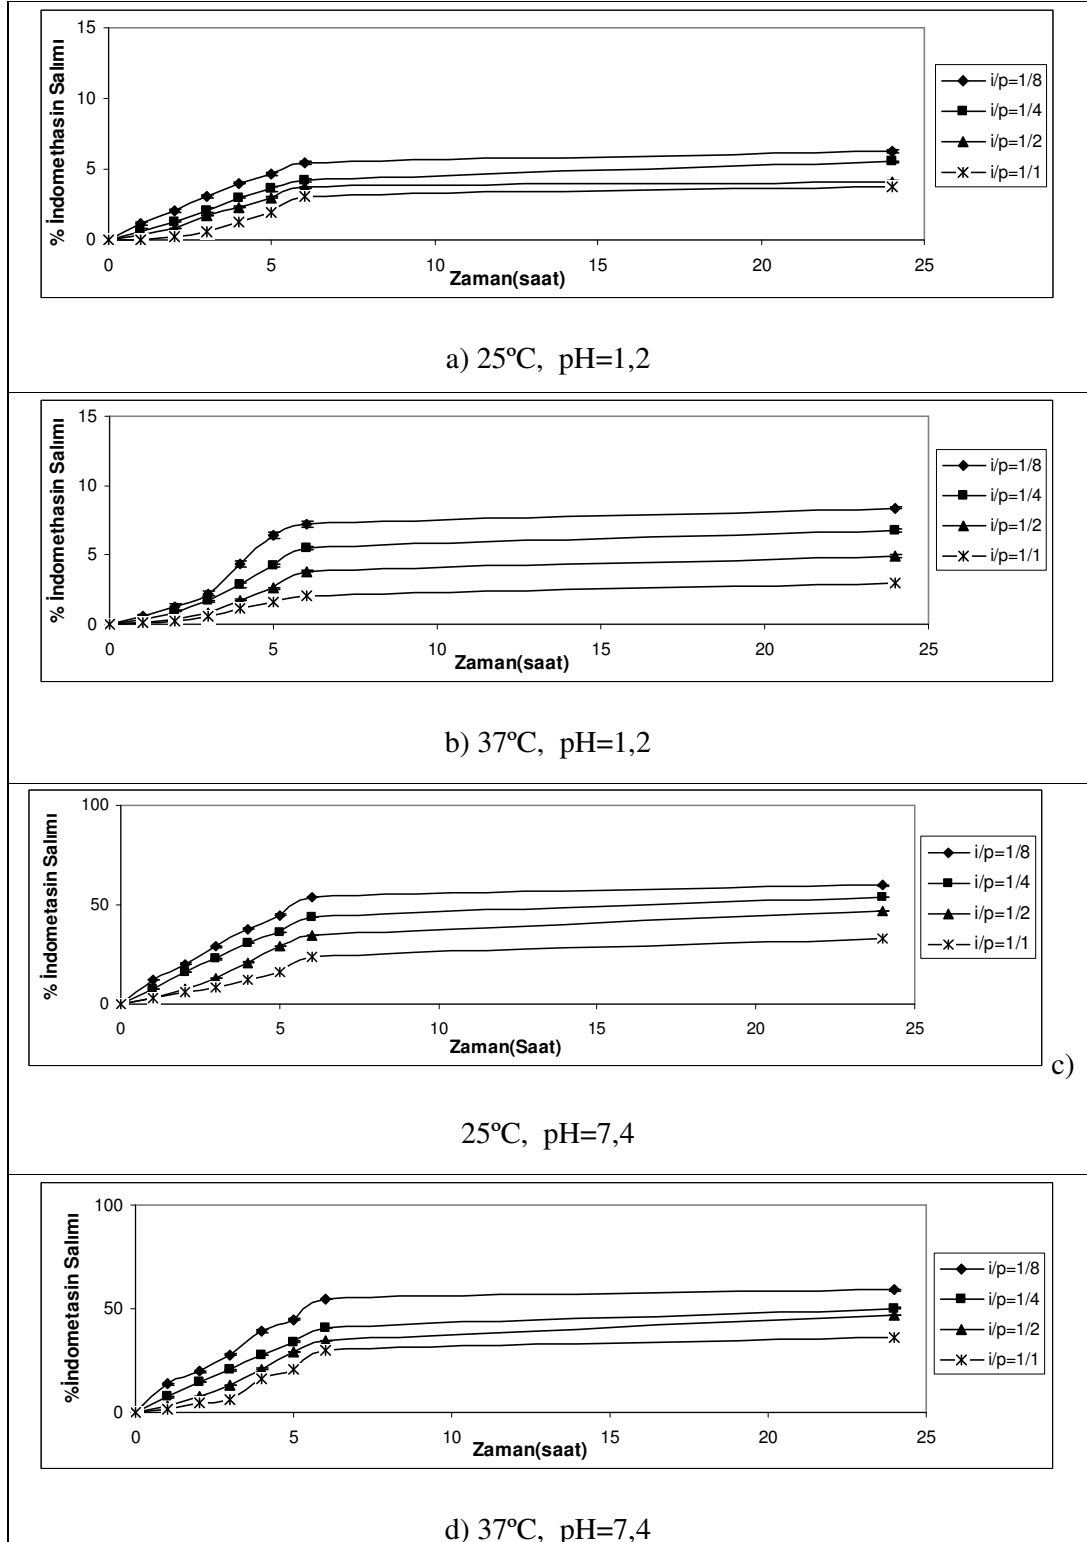 % İndomethasin Salımı
15
10
5
0
0 5 10 15 20 25
Zaman(saat)
i/p=1/8
i/p=1/4
i/p=1/2
i/p=1/1
a) 25ºC, pH=1,2
% İndomethasin Salımı
15
10
5
0
0 5 10 15 20 25
Zaman(saat)
i/p=1/8
i/p=1/4
i/p=1/2
i/p=1/1
b) 37ºC, pH=1,2
% İndometasin Salımı
100
50
0
0 5 10 15 20 25
Zaman(Saat)
i/p=1/8
i/p=1/4
i/p=1/2
i/p=1/1
c)
25ºC, pH=7,4
%İndometasin Salımı
100
50
0
0 5 10 15 20 25
Zaman(saat)
i/p=1/8
i/p=1/4
i/p=1/2
i/p=1/1
d) 37ºC, pH=7,4